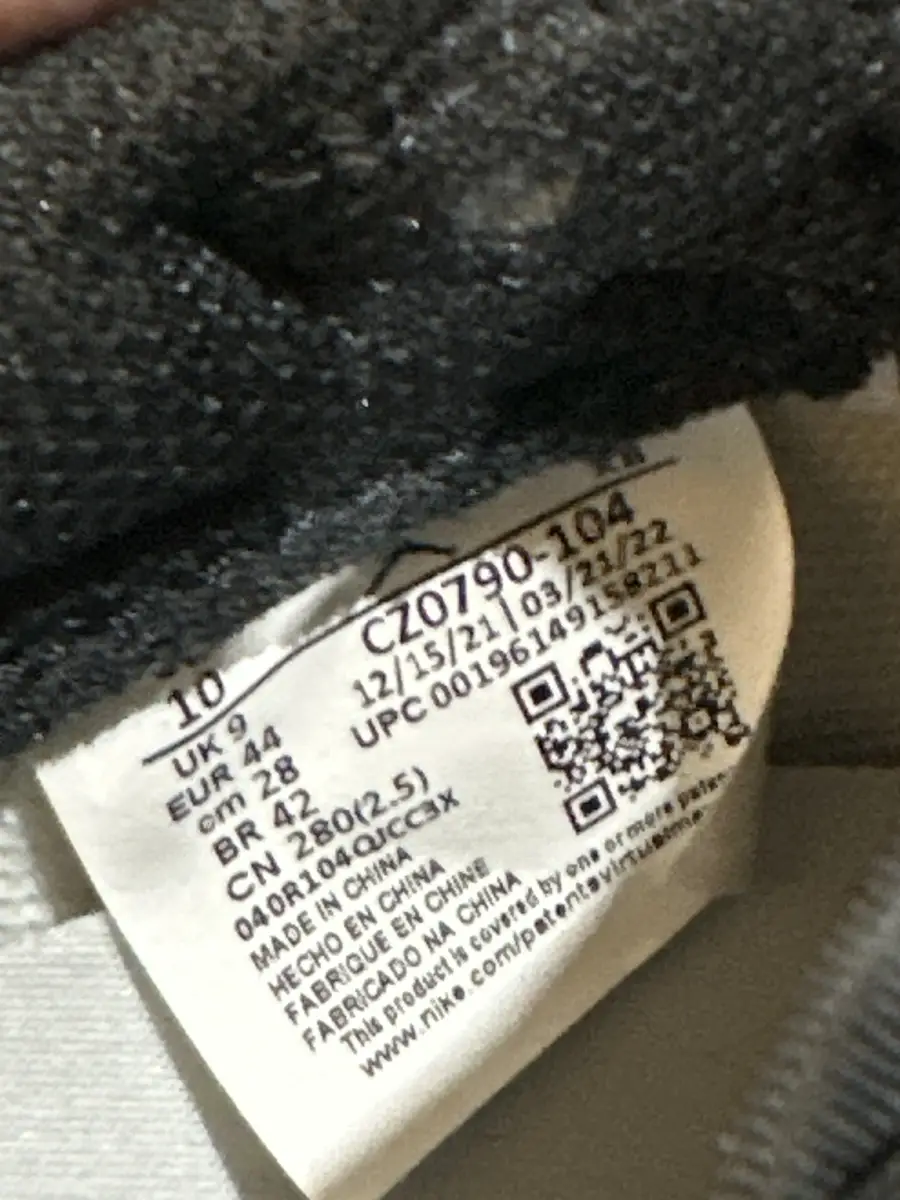 10
CZ0790-104
12/15/21 | 03/21/22
UPC 00196149158211
UK 9
EUR 44
cm 28
BR 42
CN 280(2.5)
040R104QJCC3X
MADE IN CHINA
HECHO EN CHINA
FABRIQUE EN CHINE
FABRICADO NA CHINA
This product is covered by one or more
www.nike.com/patentsvirtual